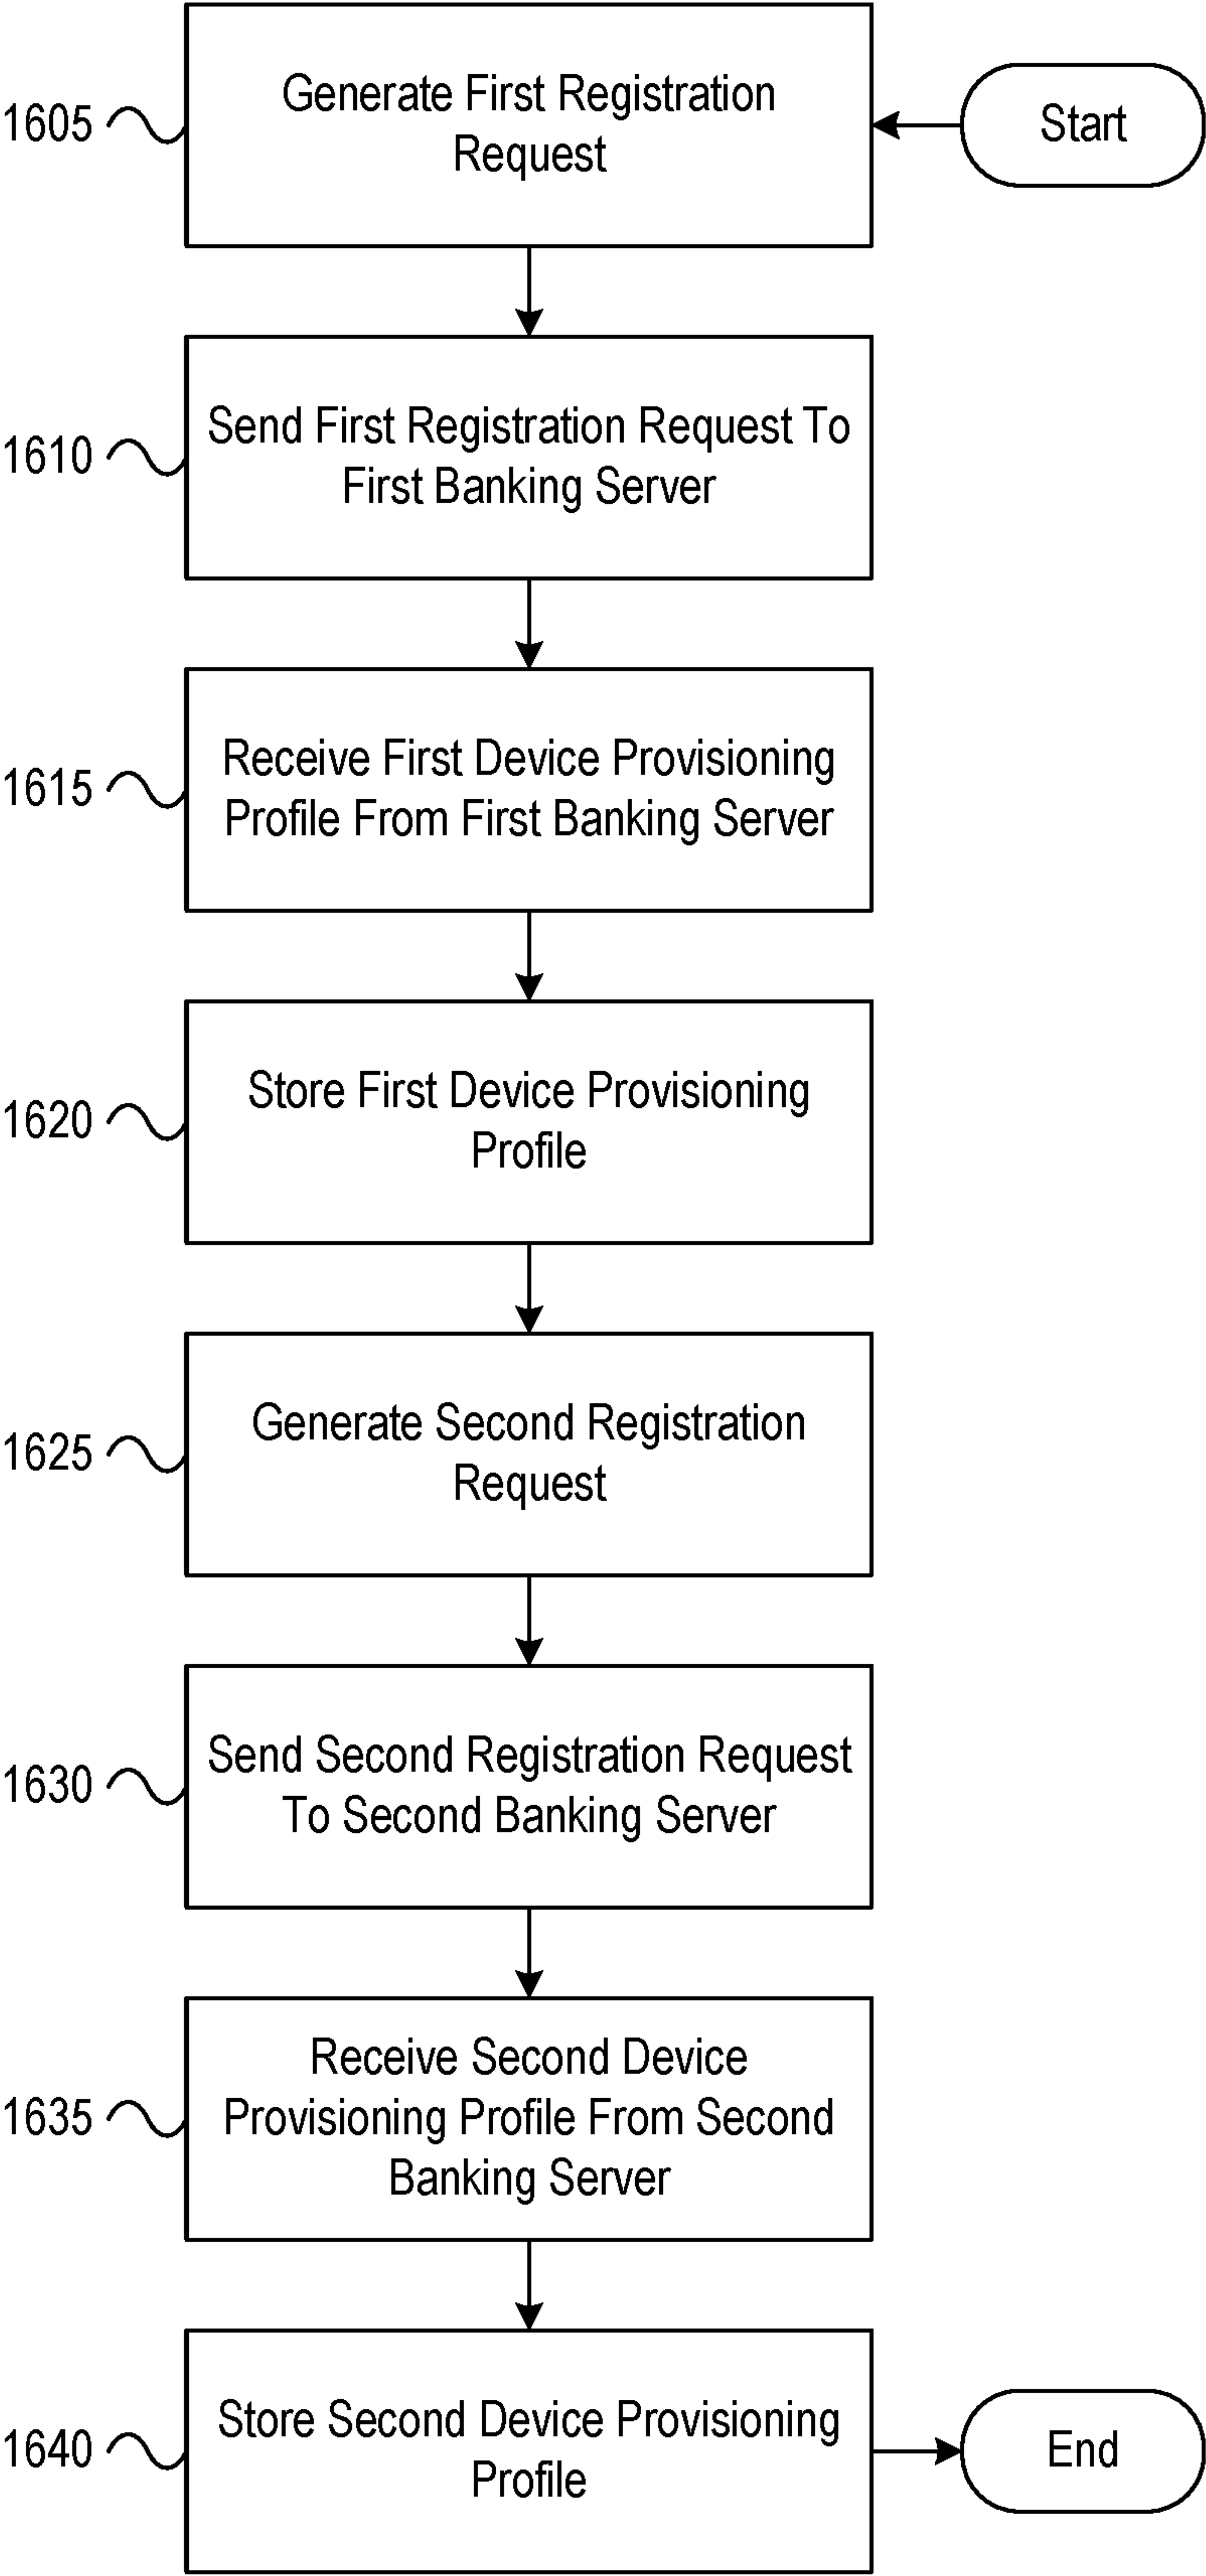 Start
1605
Generate First Registration
Request
1610
Send First Registration Request To
First Banking Server
1615
Receive First Device Provisioning
Profile From First Banking Server
1620
Store First Device Provisioning
Profile
1625
Generate Second Registration
Request
1630
Send Second Registration Request
To Second Banking Server
1635
Receive Second Device
Provisioning Profile From Second
Banking Server
1640
Store Second Device Provisioning
Profile
End